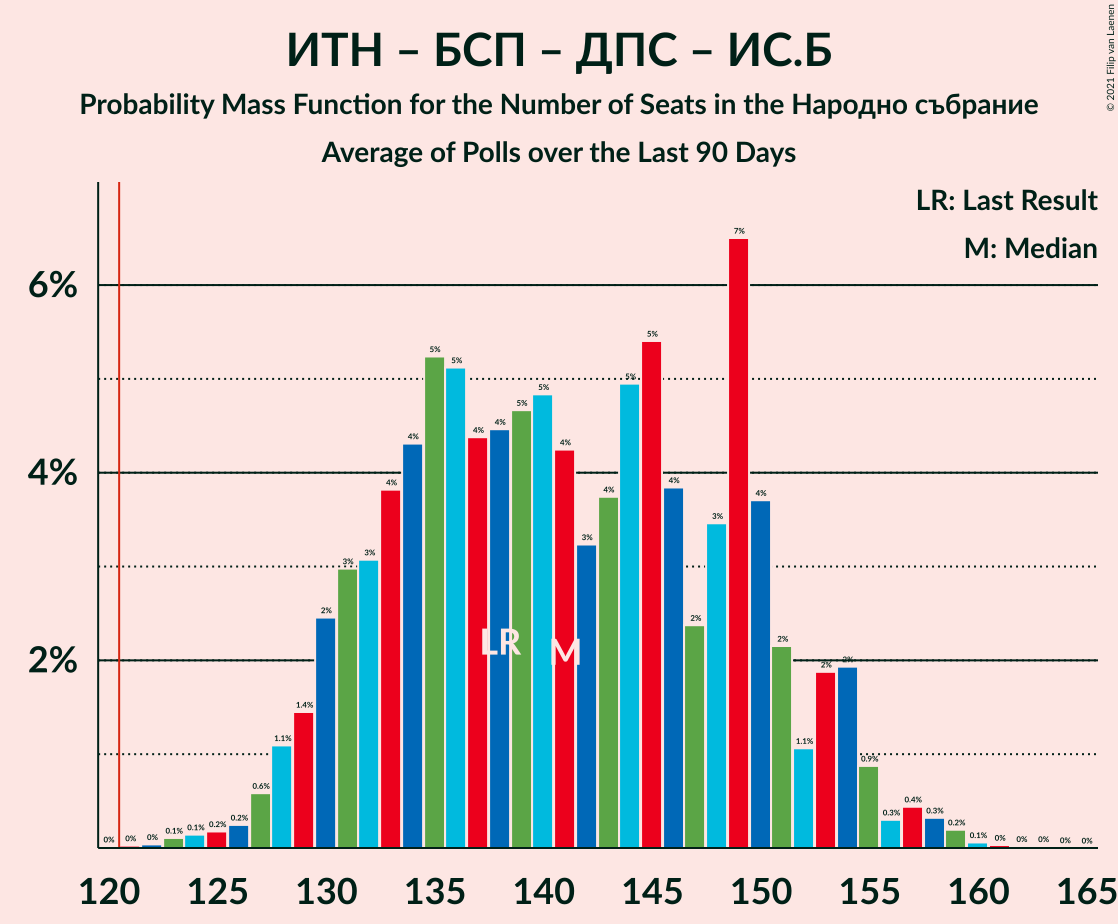 ИТН – БСП – ДПС – ИС.Б
Probability Mass Function for the Number of Seats in the Народно събрание
Average of Polls over the Last 90 Days
© 2021 Filip van Laenen
LR: Last Result
M: Median
6%
4%
2%
0% 0% 0% 0.1% 0.1% 0.2% 0.2% 0.6% 1.1% 1.4% 2% 3% 3% 4% 4% 5% 5% 4% 4% 5% 5% 4% 3% 4% 5% 5% 4% 2% 3% 7% 4% 2% 1.1% 2% 2% 0.9% 0.3% 0.4% 0.3% 0.2% 0.1% 0% 0% 0% 0% 0%
LR
M
120 125 130 135 140 145 150 155 160 165